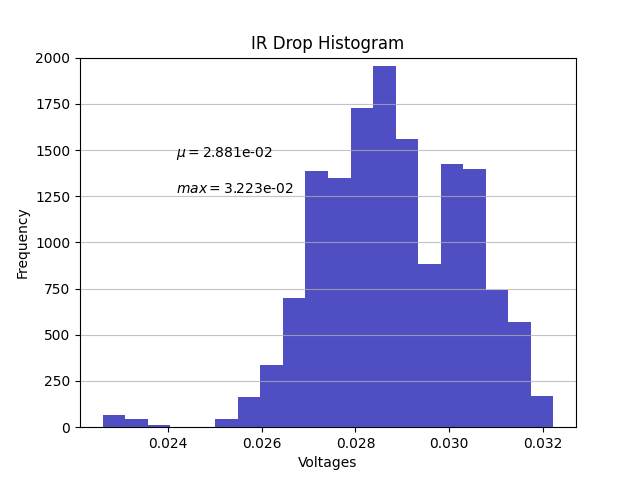 IR Drop Histogram
2000
1750
1500
1250
1000
750
500
250
0
Frequency
μ = 2.881e-02
max = 3.223e-02
0.024 0.026 0.028 0.030 0.032
Voltages